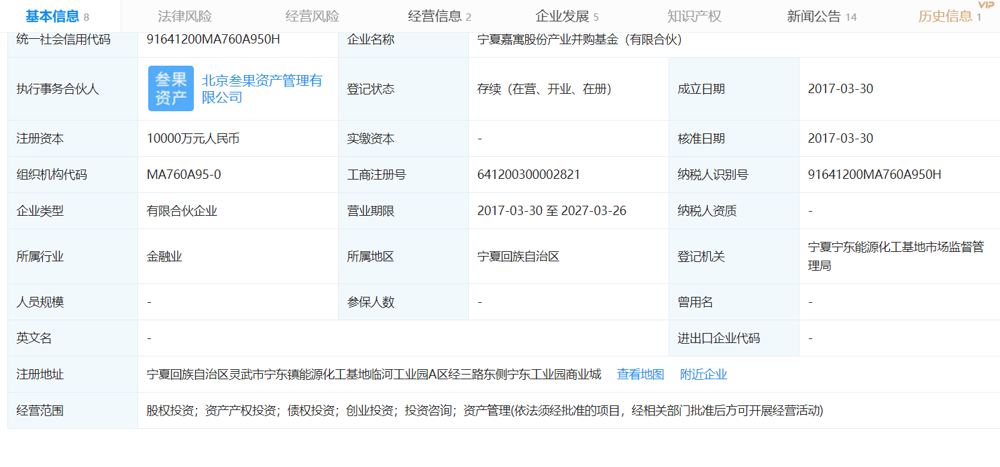 基本信息 8 法律风险 经营风险 经营信息 2 企业发展 5 知识产权 新闻公告 14 历史信息 1 VIP
统一社会信用代码 91641200MA760A950H 企业名称 宁夏嘉寓股份产业并购基金（有限合伙）
执行事务合伙人 叁果 资产 北京叁果资产管理有 限公司 登记状态 存续（在营、开业、在册） 成立日期 2017-03-30
注册资本 10000万元人民币 实缴资本 - 核准日期 2017-03-30
组织机构代码 MA760A95-0 工商注册号 641200300002821 纳税人识别号 91641200MA760A950H
企业类型 有限合伙企业 营业期限 2017-03-30 至 2027-03-26 纳税人资质 -
所属行业 金融业 所属地区 宁夏回族自治区 登记机关 宁夏宁东能源化工基地市场监督管 理局
人员规模 - 参保人数 - 曾用名 -
英文名 - 进出口企业代码 -
注册地址 宁夏回族自治区灵武市宁东镇能源化工基地临河工业园A区经三路东侧宁东工业园商业城 查看地图 附近企业
经营范围 股权投资；资产产权投资；债权投资；创业投资；投资咨询；资产管理(依法须经批准的项目，经相关部门批准后方可开展经营活动)